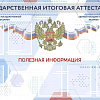 ДАРСТВЕННАЯ ИТОГОВАЯ АТТЕСТА
ПОЛЕЗНАЯ ИНФОРМАЦИЯ